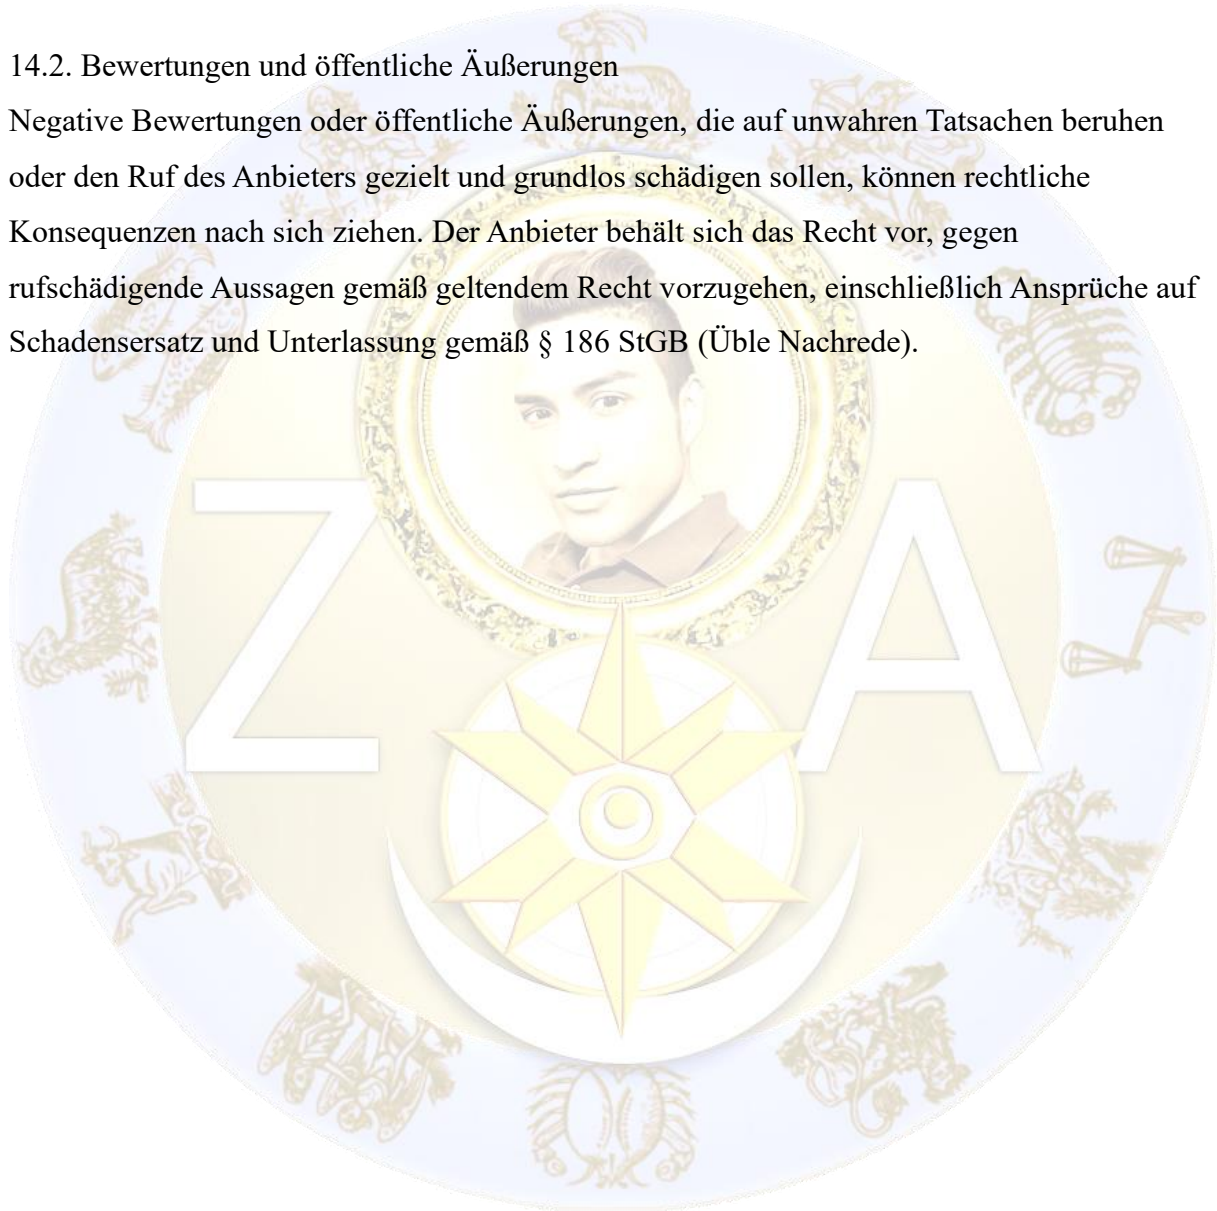 14.2. Bewertungen und öffentliche Äußerungen
Negative Bewertungen oder öffentliche Äußerungen, die auf unwahren Tatsachen beruhen
oder den Ruf des Anbieters gezielt und grundlos schädigen sollen, können rechtliche
Konsequenzen nach sich ziehen. Der Anbieter behält sich das Recht vor, gegen
rufschädigende Aussagen gemäß geltendem Recht vorzugehen, einschließlich Ansprüche auf
Schadensersatz und Unterlassung gemäß § 186 StGB (Üble Nachrede).
Z A